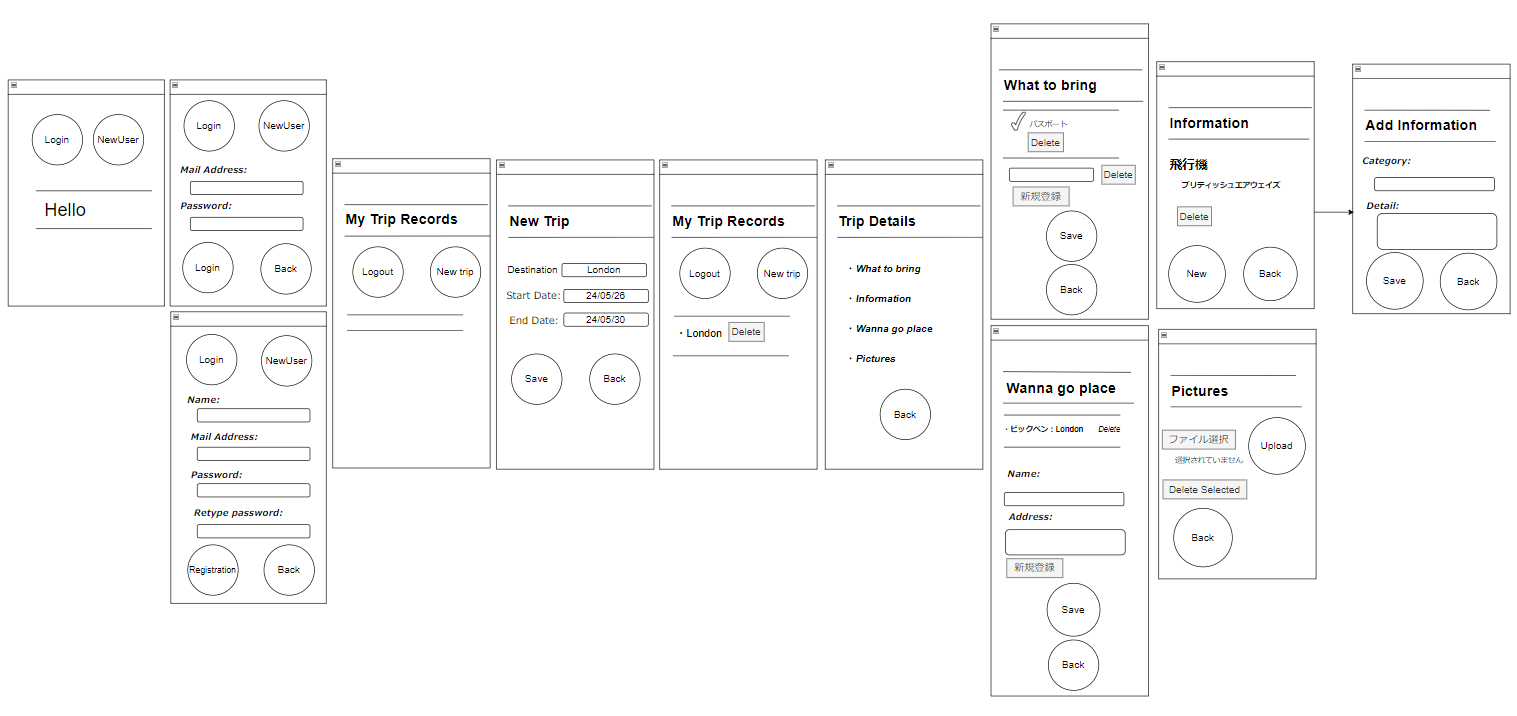 Login
NewUser
Hello
Login
NewUser
Mail Address:
Password:
Login
Back
Login
NewUser
Name:
Mail Address:
Password:
Retype password:
Registration
Back
My Trip Records
Logout
New trip
New Trip
Destination
London
Start Date:
24/05/26
End Date:
24/05/30
Save
Back
My Trip Records
Logout
New trip
・London
Delete
Trip Details
・What to bring
・Information
・Wanna go place
・Pictures
Back
What to bring
パスポート
Delete
Delete
新規登録
Save
Back
Wanna go place
・ビックベン：London
Delete
Name:
Address:
新規登録
Save
Back
Information
飛行機
ブリティッシュエアウェイズ
Delete
New
Back
Pictures
ファイル選択
選択されていません
Upload
Delete Selected
Back
Add Information
Category:
Detail:
Save
Back